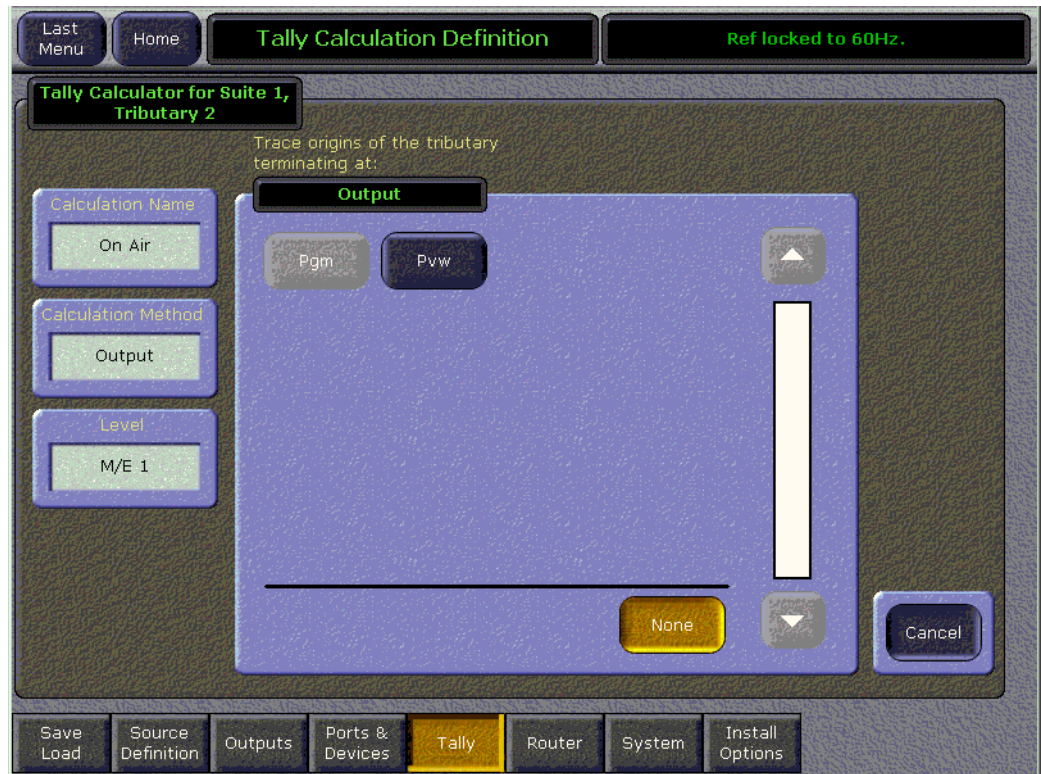 Last
Menu
Home
Tally Calculation Definition
Ref locked to 60Hz.
Tally Calculator for Suite 1,
Tributary 2
Trace origins of the tributary
terminating at:
Output
Calculation Name
On Air
Calculation Method
Output
Level
M/E 1
Pgm
Pvw
None
Cancel
Save
Load
Source
Definition
Outputs
Ports &
Devices
Tally
Router
System
Install
Options